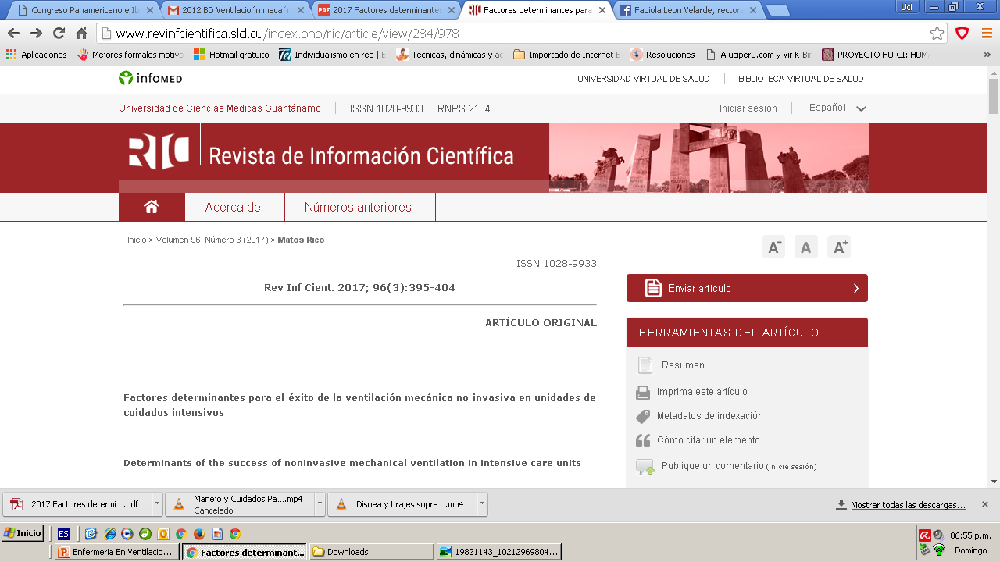 Congreso Panamericano e Ib
2012 BD Ventilacio´n meca´n
2017 Factores determinantes
Factores determinantes para
Fabiola Leon Velarde, rector
Uci
www.revinfcientifica.sld.cu/index.php/ric/article/view/284/978
Aplicaciones
Mejores formales motivo
Hotmail gratuito
Individualismo en red | E
Técnicas, dinámicas y ac
Importado de Internet E
Resoluciones
A uciperu.com y Vir K-Bir
PROYECTO HU-CI: HUM
»
infoMED
UNIVERSIDAD VIRTUAL DE SALUD
BIBLIOTECA VIRTUAL DE SALUD
Universidad de Ciencias Médicas Guantánamo
ISSN 1028-9933
RNPS 2184
Iniciar sesión
Español
RIC
Revista de Información Científica
Acerca de
Números anteriores
Inicio > Volumen 96, Número 3 (2017) > Matos Rico
A-
A
A+
ISSN 1028-9933
Rev Inf Cient. 2017; 96(3):395-404
ARTÍCULO ORIGINAL
Factores determinantes para el éxito de la ventilación mecánica no invasiva en unidades de
cuidados intensivos
Determinants of the success of noninvasive mechanical ventilation in intensive care units
Enviar artículo
HERRAMIENTAS DEL ARTÍCULO
Resumen
Imprima este artículo
Metadatos de indexación
Cómo citar un elemento
Publique un comentario (Inicie sesión)
2017 Factores determi....pdf
Manejo y Cuidados Pa....mp4
Cancelado
Disnea y tirajes supra....mp4
Mostrar todas las descargas...
Inicio
ES
06:55 p.m.
Enfermeria En Ventilacio...
Factores determinant...
Downloads
19821143_10212969804...
Domingo